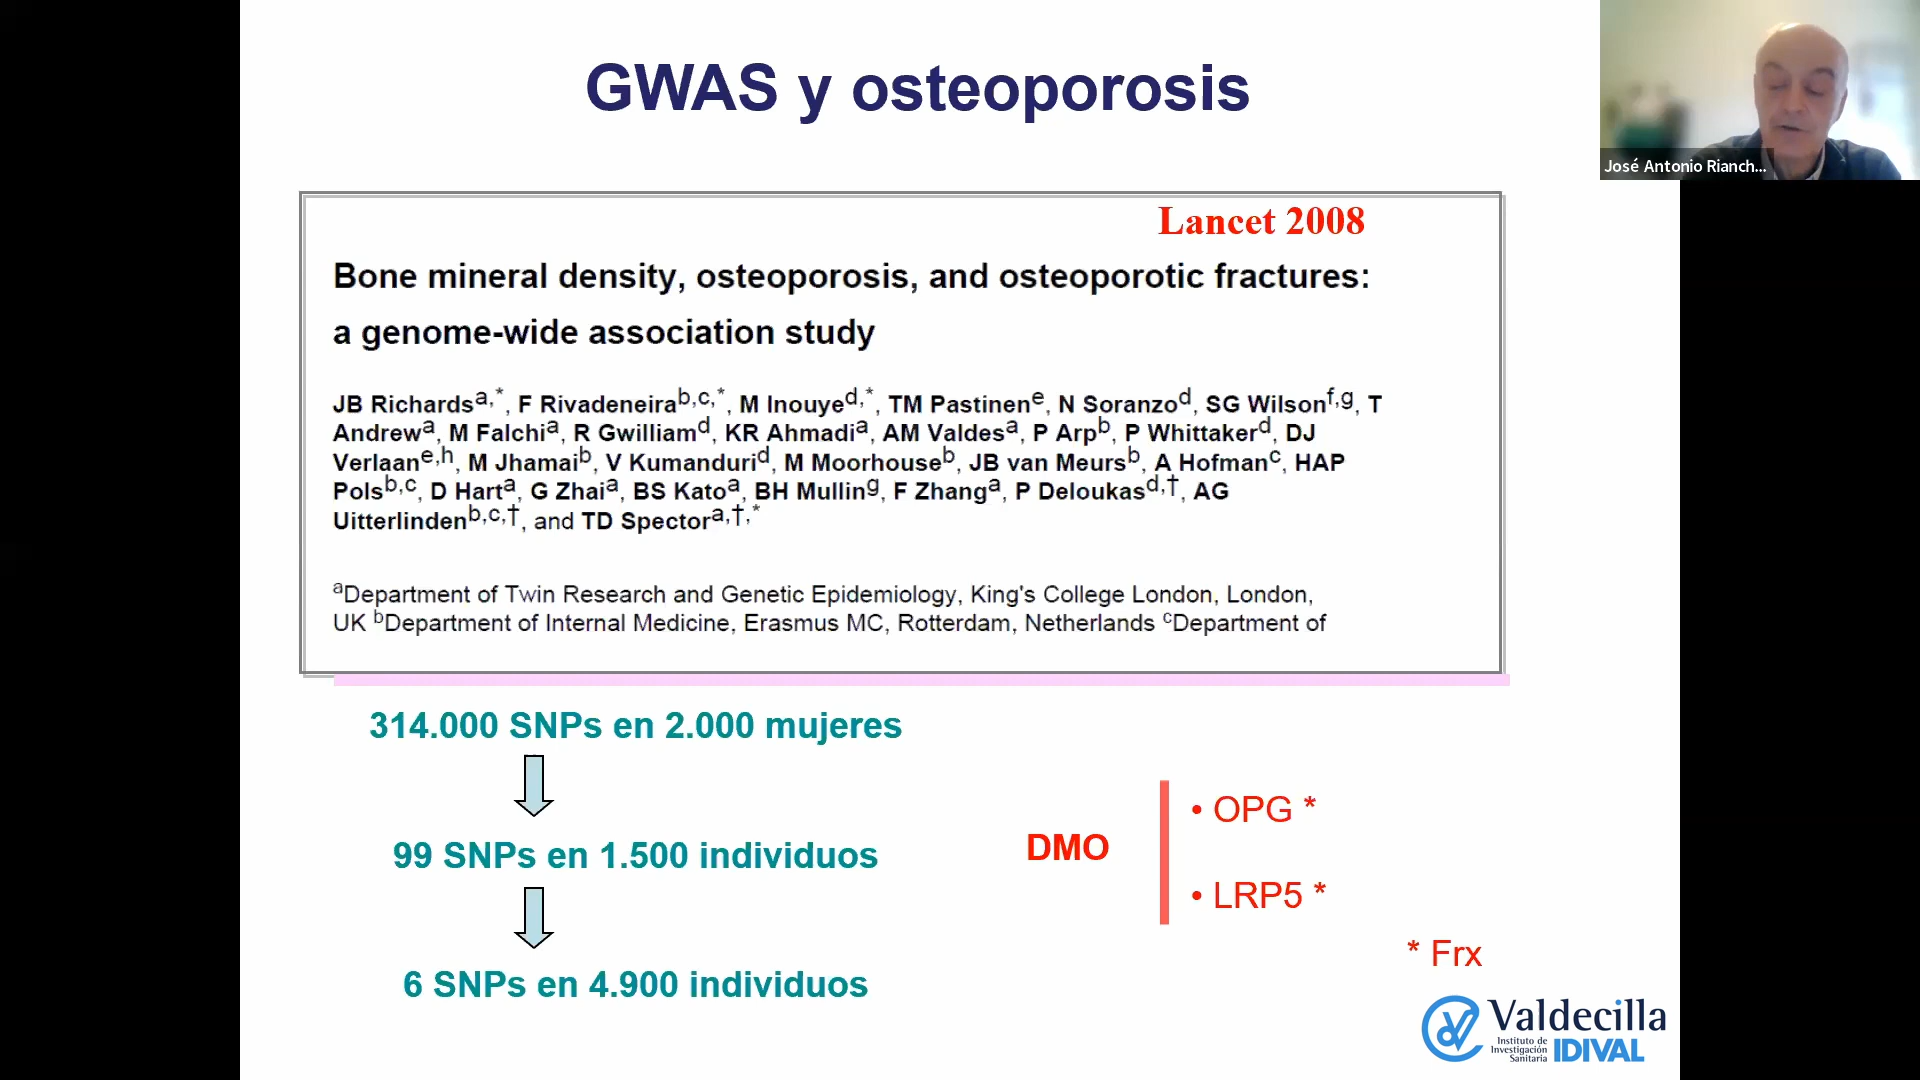 GWAS y osteoporosis
José Antonio Rianch...
Lancet 2008
Bone mineral density, osteoporosis, and osteoporotic fractures:
a genome-wide association study
JB Richardsa,*, F Rivadeneirab,c,*, M Inouyed,*, TM Pastinene, N Soranzod, SG Wilsonf,g, T
Andrewa, M Falchia, R Gwilliamd, KR Ahmadia, AM Valdesa, P Arpb, P Whittakerd, DJ
Verlaane,h, M Jhamaib, V Kumandurid, M Moorhouseb, JB van Meursb, A Hofmanc, HAP
Polsb,c, D Harta, G Zhaia, BS Katoa, BH Mulling, F Zhanga, P Deloukasd,†, AG
Uitterlindenb,c,†, and TD Spectora,†,*
aDepartment of Twin Research and Genetic Epidemiology, King's College London, London,
UK bDepartment of Internal Medicine, Erasmus MC, Rotterdam, Netherlands cDepartment of
314.000 SNPs en 2.000 mujeres
99 SNPs en 1.500 individuos
6 SNPs en 4.900 individuos
DMO
• OPG *
• LRP5 *
* Frx
Valdecilla
Instituto de
Investigación
Sanitaria
IDIVAL